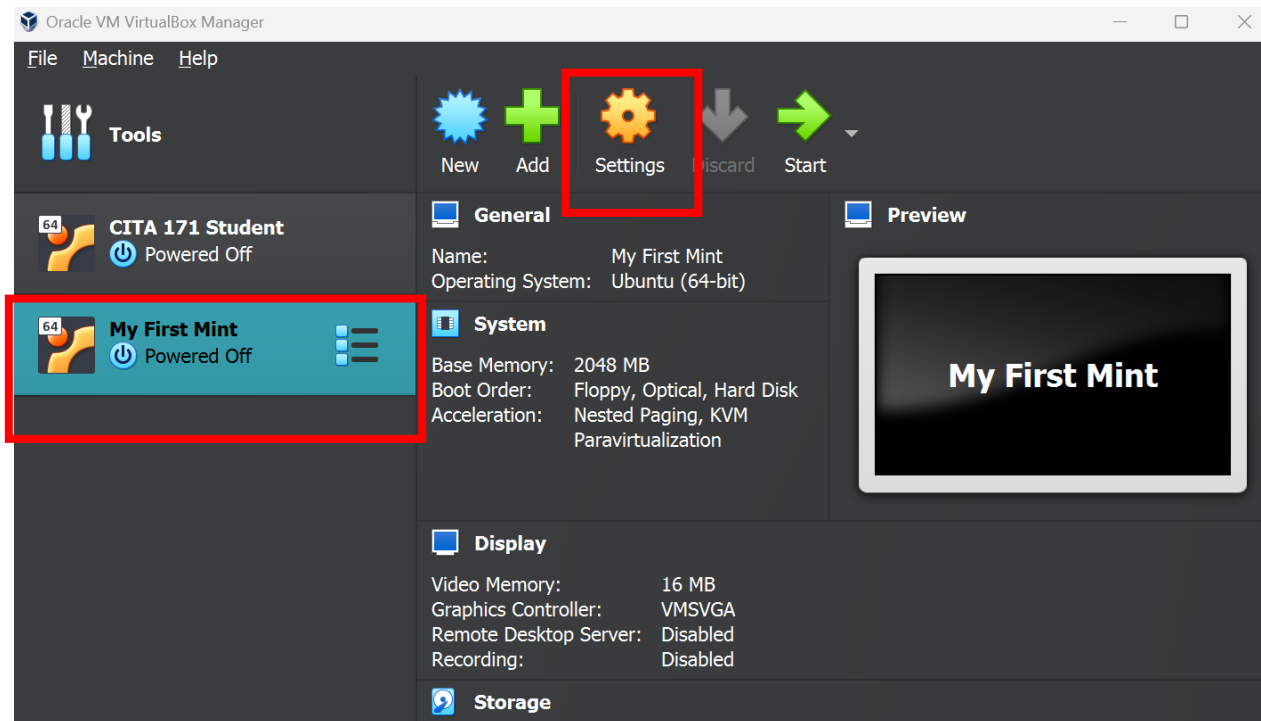 Oracle VM VirtualBox Manager
File Machine Help
Tools
New Add Settings Discard Start
64
CITA 171 Student
Powered Off
64
My First Mint
Powered Off
General
Name: My First Mint
Operating System: Ubuntu (64-bit)
System
Base Memory: 2048 MB
Boot Order: Floppy, Optical, Hard Disk
Acceleration: Nested Paging, KVM
Paravirtualization
Preview
My First Mint
Display
Video Memory: 16 MB
Graphics Controller: VMSVGA
Remote Desktop Server: Disabled
Recording: Disabled
Storage